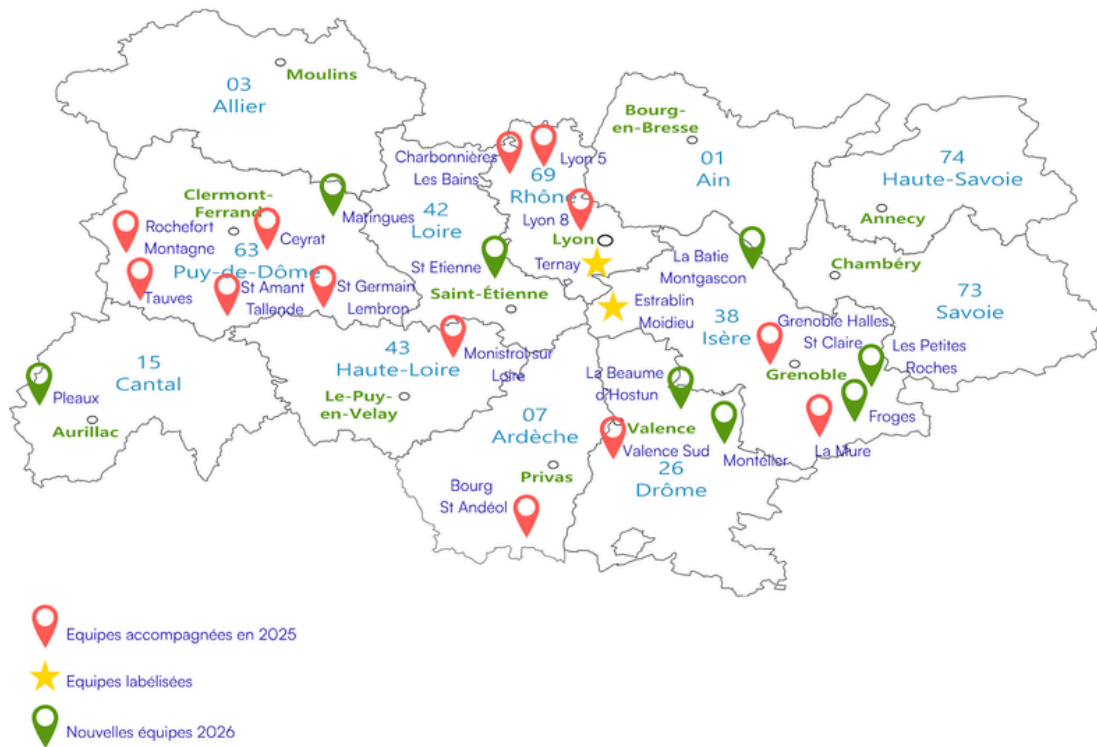 Moulins
03
Allier
Bourg-
en-Bresse
01
Ain
74
Haute-Savoie
Annecy
Charbonnières
Les Bains
Lyon 5
69
Rhône
Clermont-
Ferrand
Matingues
42
Loire
Lyon 8
Lyon
Rochefort
Montagne
Ceyrat
63
Puy-de-Dôme
St Etienne
Ternay
La Batie
Montgascon
Chambéry
Tauves
St Amant
Tallende
St Germain
Lembron
Saint-Étienne
Estrablin
Moidieu
38
Isère
73
Savoie
Grenoble Halles
St Claire
Les Petites
Roches
15
Cantal
43
Haute-Loire
Monistrol sur
Loire
La Beaume
d'Hostun
Grenoble
Pleaux
Le-Puy-
en-Velay
Froges
Aurillac
07
Ardèche
Valence
Valence Sud
Montélier
La Mure
26
Drôme
Privas
Bourg
St Andéol
Equipes accompagnées en 2025
Equipes labélisées
Nouvelles équipes 2026